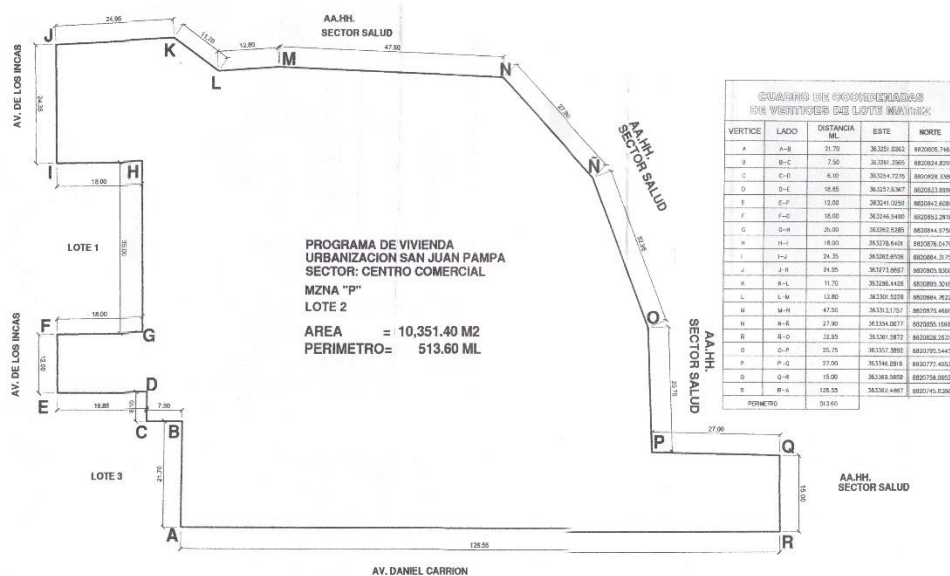 AA.HH.
SECTOR SALUD
24.95
J
K
11.70
12.80
L
M
47.50
N
27.90
AV. DE LOS INCAS
24.35
I
H
18.00
Ñ
AA.HH.
SECTOR SALUD
32.95
LOTE 1
35.00
PROGRAMA DE VIVIENDA
URBANIZACION SAN JUAN PAMPA
SECTOR: CENTRO COMERCIAL
MZNA "P"
LOTE 2
AREA = 10,351.40 M2
PERIMETRO= 513.60 ML
F
18.00
G
O
AA.HH.
SECTOR SALUD
AV. DE LOS INCAS
12.00
25.75
E
D
18.85
6.10
7.50
C
B
P
27.00
Q
LOTE 3
21.70
15.00
AA.HH.
SECTOR SALUD
A
128.55
R
AV. DANIEL CARRION
CUADRO DE COORDENADAS
DE VERTICES DE LOTE MATRIZ
VERTICE LADO DISTANCIA ML. ESTE NORTE
A A-B 21.70
B B-C 7.50
C C-D 6.10
D D-E 18.85
E E-F 12.00
F F-G 18.00
G G-H 35.00
H H-I 18.00
I I-J 24.35
J J-K 24.95
K K-L 11.70
L L-M 12.80
M M-N 47.50
N N-Ñ 27.90
Ñ Ñ-O 32.95
O O-P 25.75
P P-Q 27.00
Q Q-R 15.00
R R-A 128.55
PERIMETRO 513.60